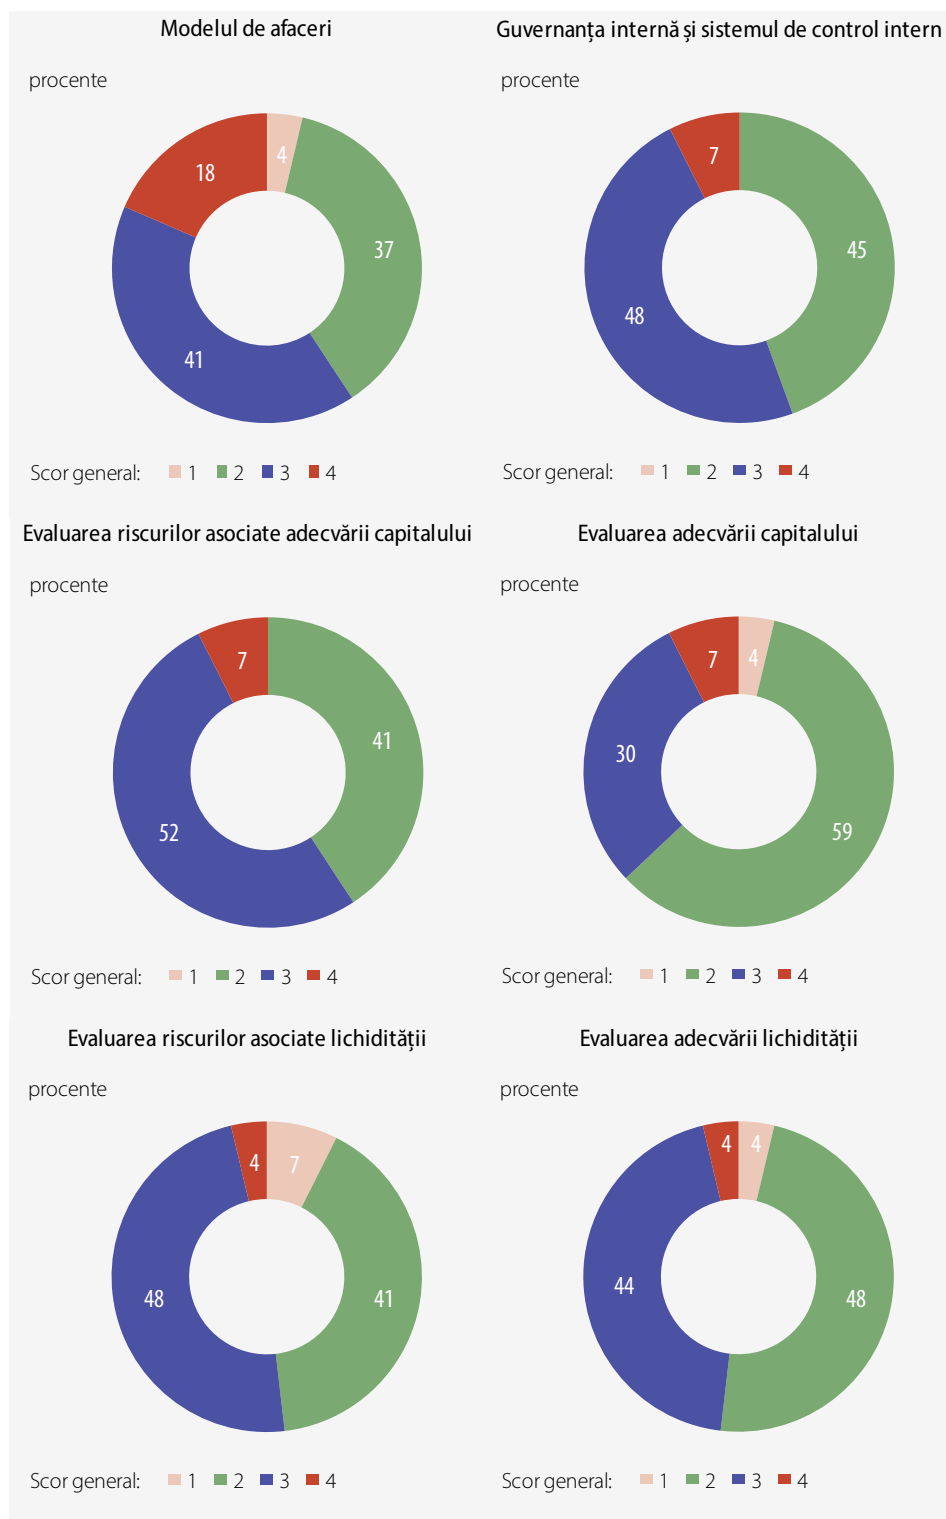 Modelul de afaceri
procente
4
18
37
41
Scor general: 1 2 3 4
Guvernanța internă și sistemul de control intern
procente
7
45
48
Scor general: 1 2 3 4
Evaluarea riscurilor asociate adecvării capitalului
procente
7
41
52
Scor general: 1 2 3 4
Evaluarea adecvării capitalului
procente
7 4
30
59
Scor general: 1 2 3 4
Evaluarea riscurilor asociate lichidității
procente
4 7
48 41
Scor general: 1 2 3 4
Evaluarea adecvării lichidității
procente
4 4
44
48
Scor general: 1 2 3 4